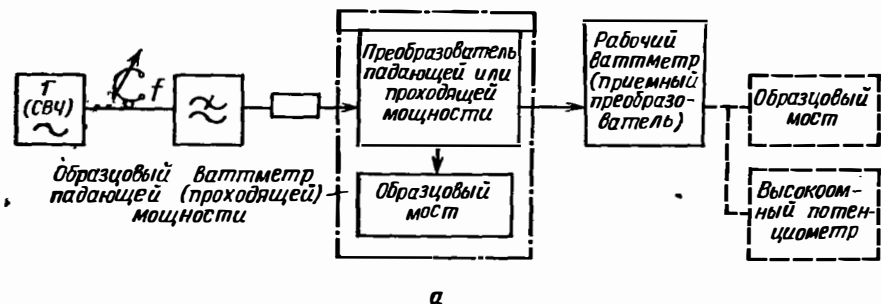 Г
(СВЧ)
f
Преобразователь
падающей или
проходящей
мощности
Рабочий
ваттметр
(приемный
преобразо-
ватель)
Образцовый
мост
Образцовый ваттметр
падающей (проходящей)
мощности
Образцовый
мост
Высокоом-
ный потен-
циометр
а